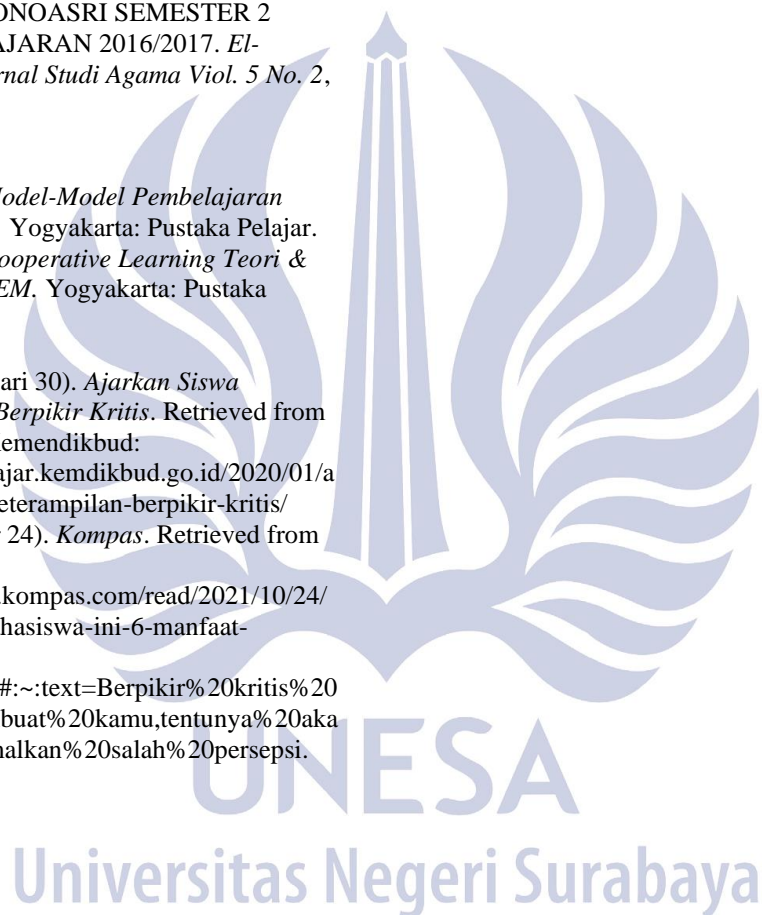 ONOASRI SEMESTER 2
AJARAN 2016/2017. El-
rnal Studi Agama Viol. 5 No. 2,
odel-Model Pembelajaran
Yogyakarta: Pustaka Pelajar.
ooperative Learning Teori &
EM. Yogyakarta: Pustaka
ari 30). Ajarkan Siswa
Berpikir Kritis. Retrieved from
emendikbud:
ajar.kemdikbud.go.id/2020/01/a
eterampilan-berpikir-kritis/
24). Kompas. Retrieved from
.kompas.com/read/2021/10/24/
hasiswa-ini-6-manfaat-
#:~:text=Berpikir%20kritis%20
buat%20kamu,tentunya%20aka
nalkan%20salah%20persepsi.
UNESA
Universitas Negeri Surabaya